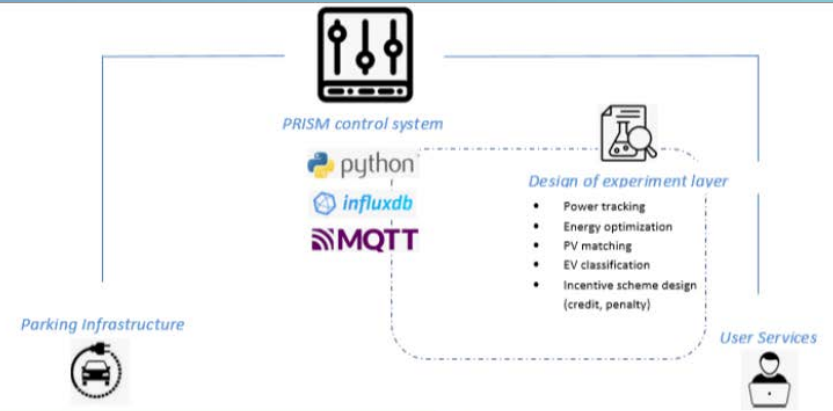 PRISM control system
python
influxdb
MQTT
Design of experiment layer
Power tracking
Energy optimization
PV matching
EV classification
Incentive scheme design
(credit, penalty)
Parking Infrastructure
User Services